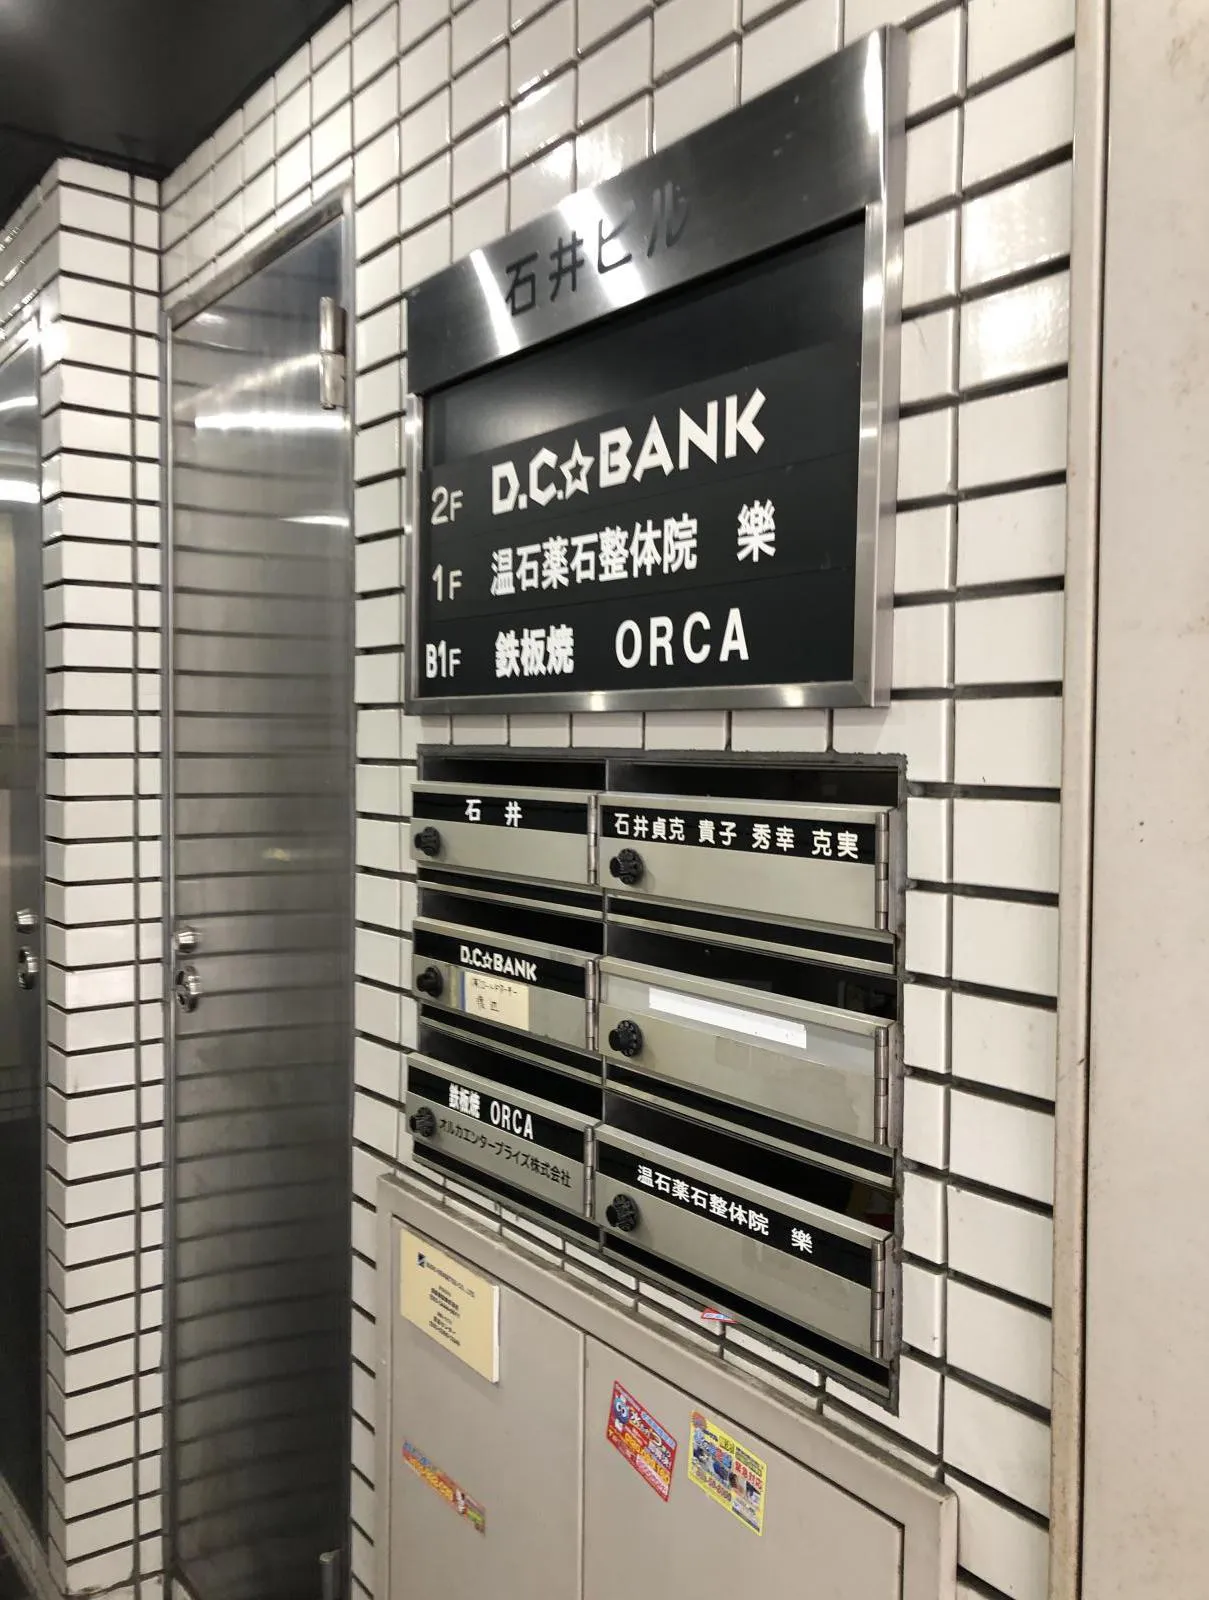 石井ビル
2F D.C.☆BANK
1F 温石薬石整体院 樂
B1F 鉄板焼 ORCA
石井
石井貞克 貴子 秀幸 克実
D.C☆BANK
鉄板焼 ORCA
オルカエンタープライズ株式会社
温石薬石整体院 樂